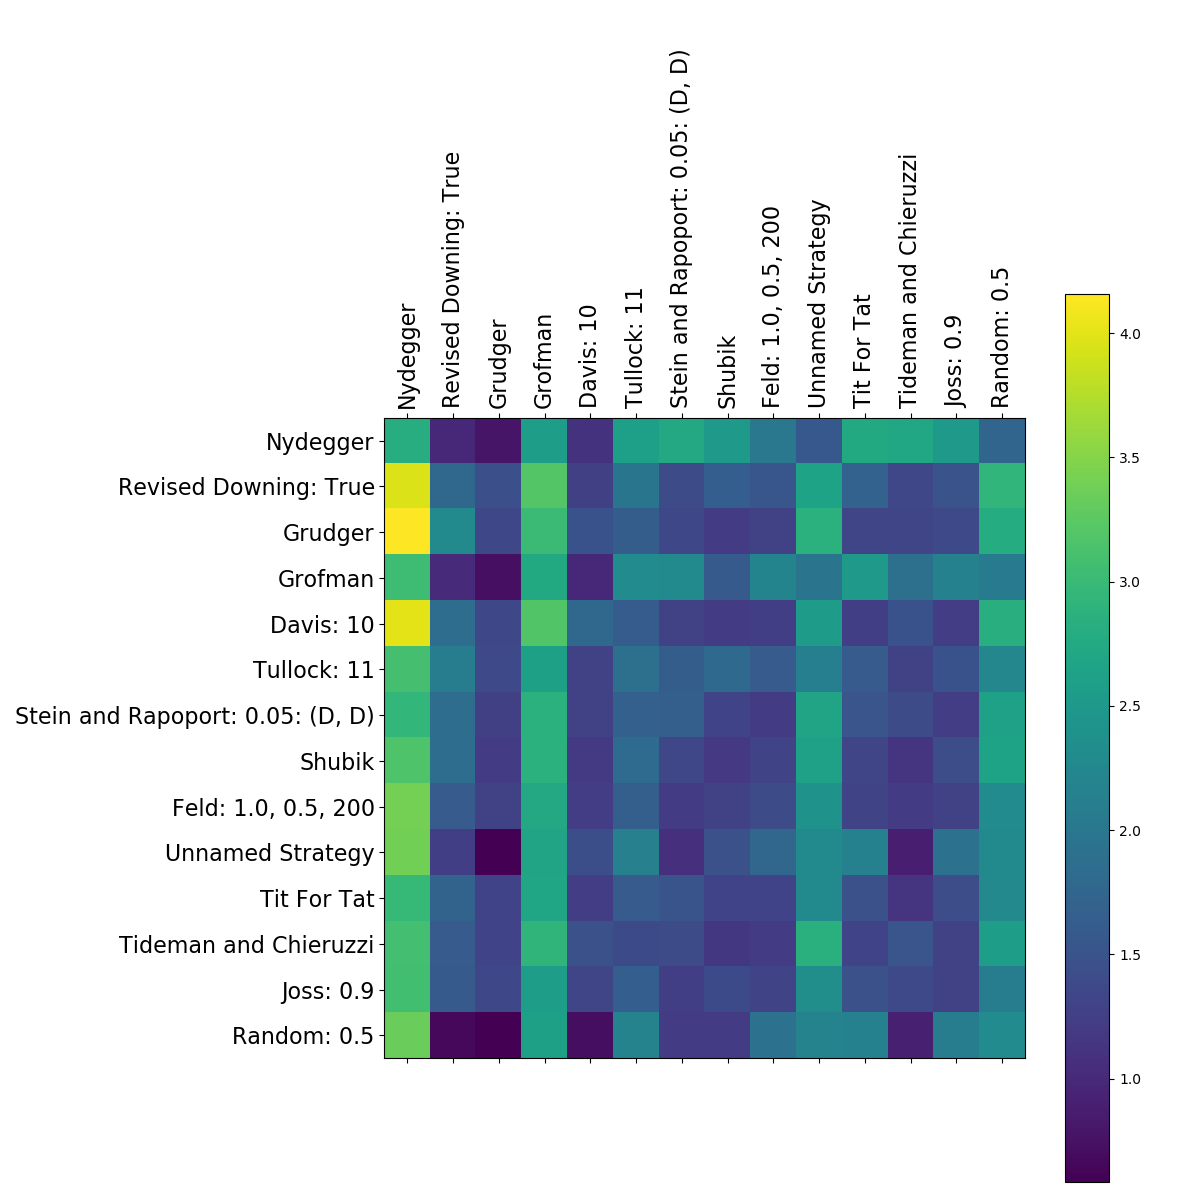 Nydegger
Revised Downing: True
Grudger
Grofman
Davis: 10
Tullock: 11
Stein and Rapoport: 0.05: (D, D)
Shubik
Feld: 1.0, 0.5, 200
Unnamed Strategy
Tit For Tat
Tideman and Chieruzzi
Joss: 0.9
Random: 0.5
Nydegger
Revised Downing: True
Grudger
Grofman
Davis: 10
Tullock: 11
Stein and Rapoport: 0.05: (D, D)
Shubik
Feld: 1.0, 0.5, 200
Unnamed Strategy
Tit For Tat
Tideman and Chieruzzi
Joss: 0.9
Random: 0.5
4.0
3.5
3.0
2.5
2.0
1.5
1.0